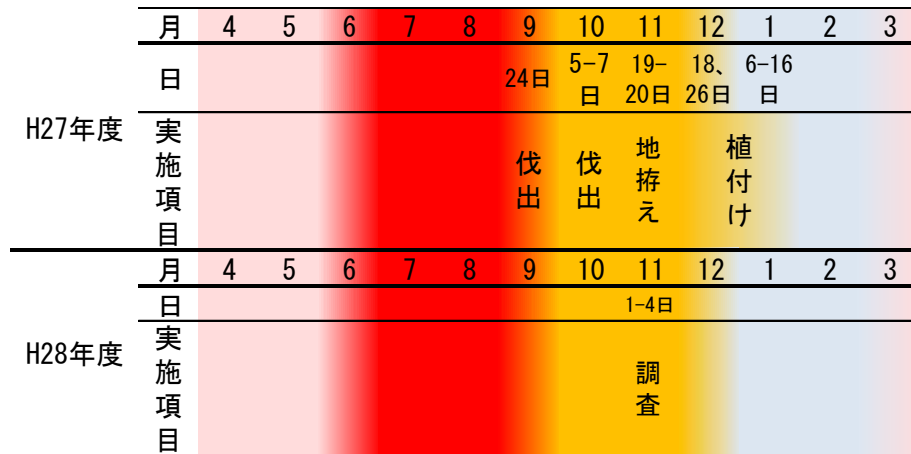 月 4 5 6 7 8 9 10 11 12 1 2 3
日 24日 5-7日 19-20日 18、26日 6-16日
H27年度
実施項目 伐出 伐出 地拵え 植付け
月 4 5 6 7 8 9 10 11 12 1 2 3
日 1-4日
H28年度
実施項目 調査